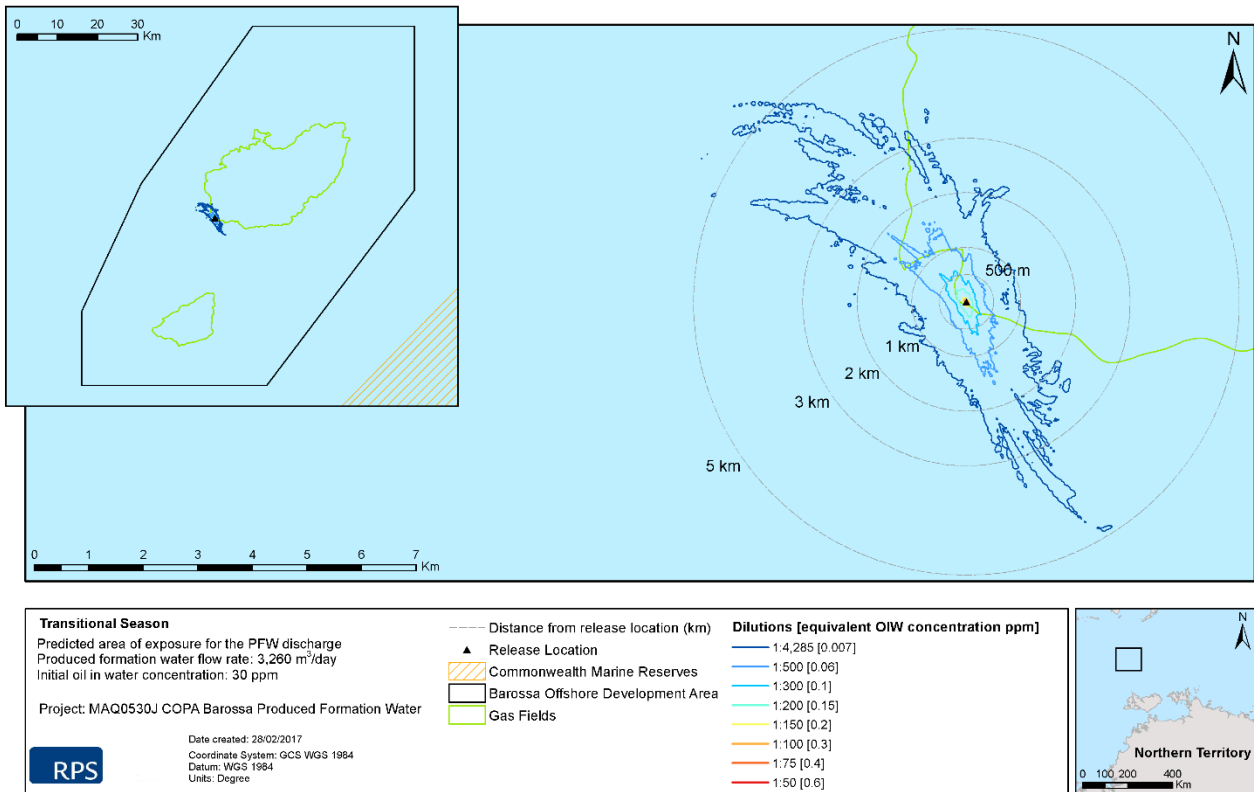 0 10 20 30
Km
N
500 m
1 km
2 km
3 km
5 km
0 1 2 3 4 5 6 7
Km
Transitional Season
Predicted area of exposure for the PFW discharge
Produced formation water flow rate: 3,260 m³/day
Initial oil in water concentration: 30 ppm
Project: MAQ0530J COPA Barossa Produced Formation Water
Date created: 28/02/2017
Coordinate System: GCS WGS 1984
Datum: WGS 1984
Units: Degree
RPS
Distance from release location (km)
Release Location
Commonwealth Marine Reserves
Barossa Offshore Development Area
Gas Fields
Dilutions [equivalent OIW concentration ppm]
1:4,285 [0.007]
1:500 [0.06]
1:300 [0.1]
1:200 [0.15]
1:150 [0.2]
1:100 [0.3]
1:75 [0.4]
1:50 [0.6]
N
Northern Territory
0 100 200 400
Km